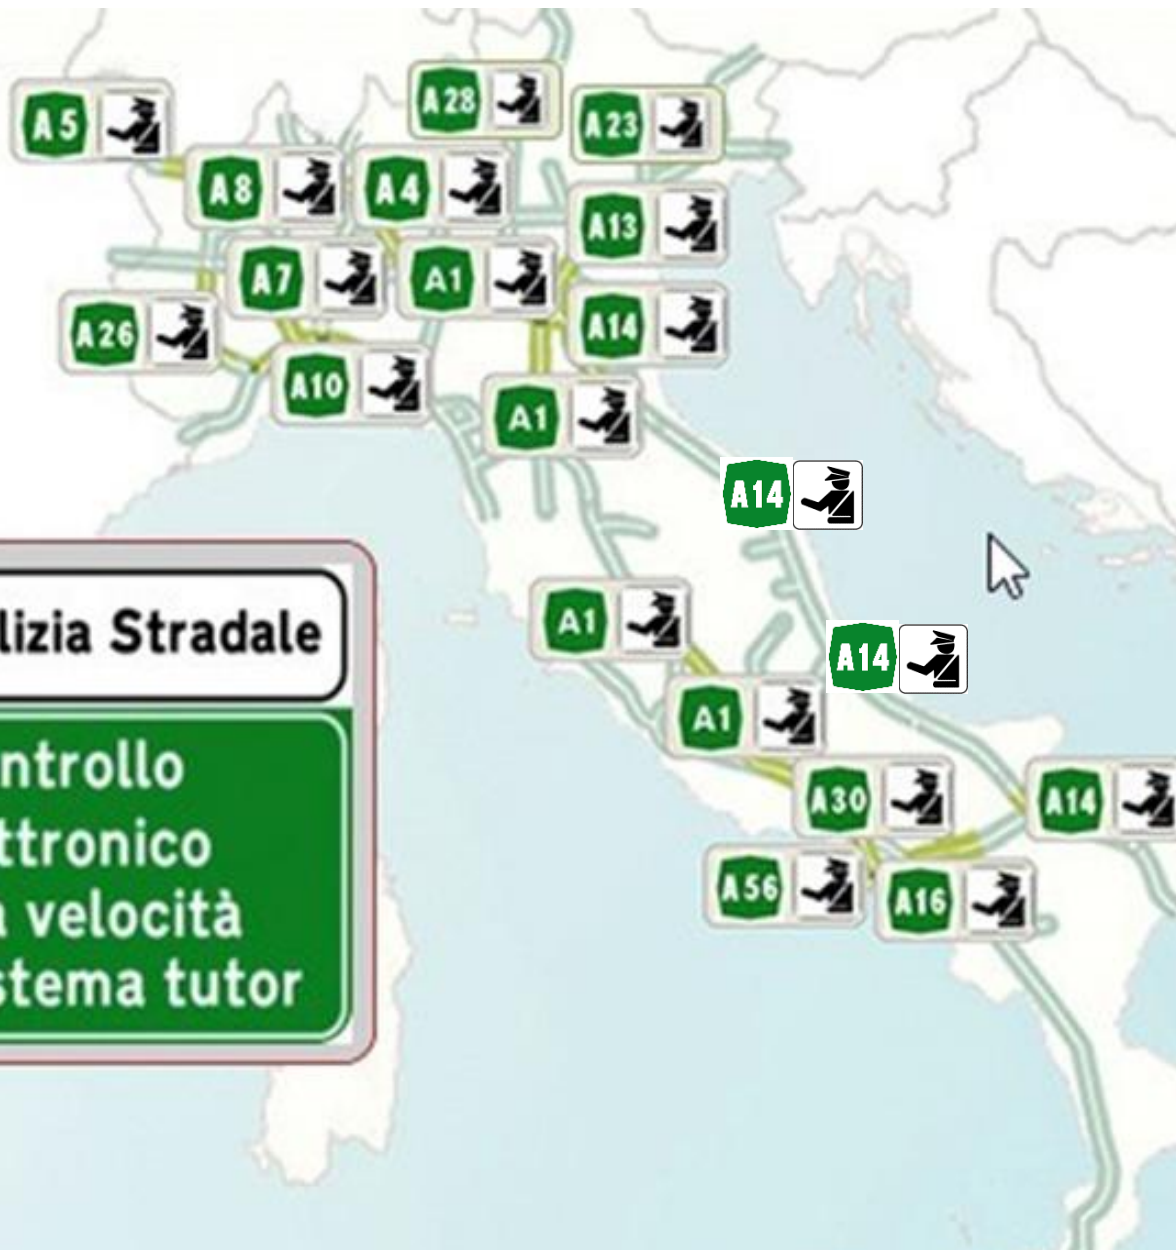 A5
A28
A23
A8
A4
A13
A7
A1
A14
A26
A10
A1
A14
A1
A14
A1
A30
A14
A56
A16
lizia Stradale
ntrollo
ttronico
a velocità
stema tutor